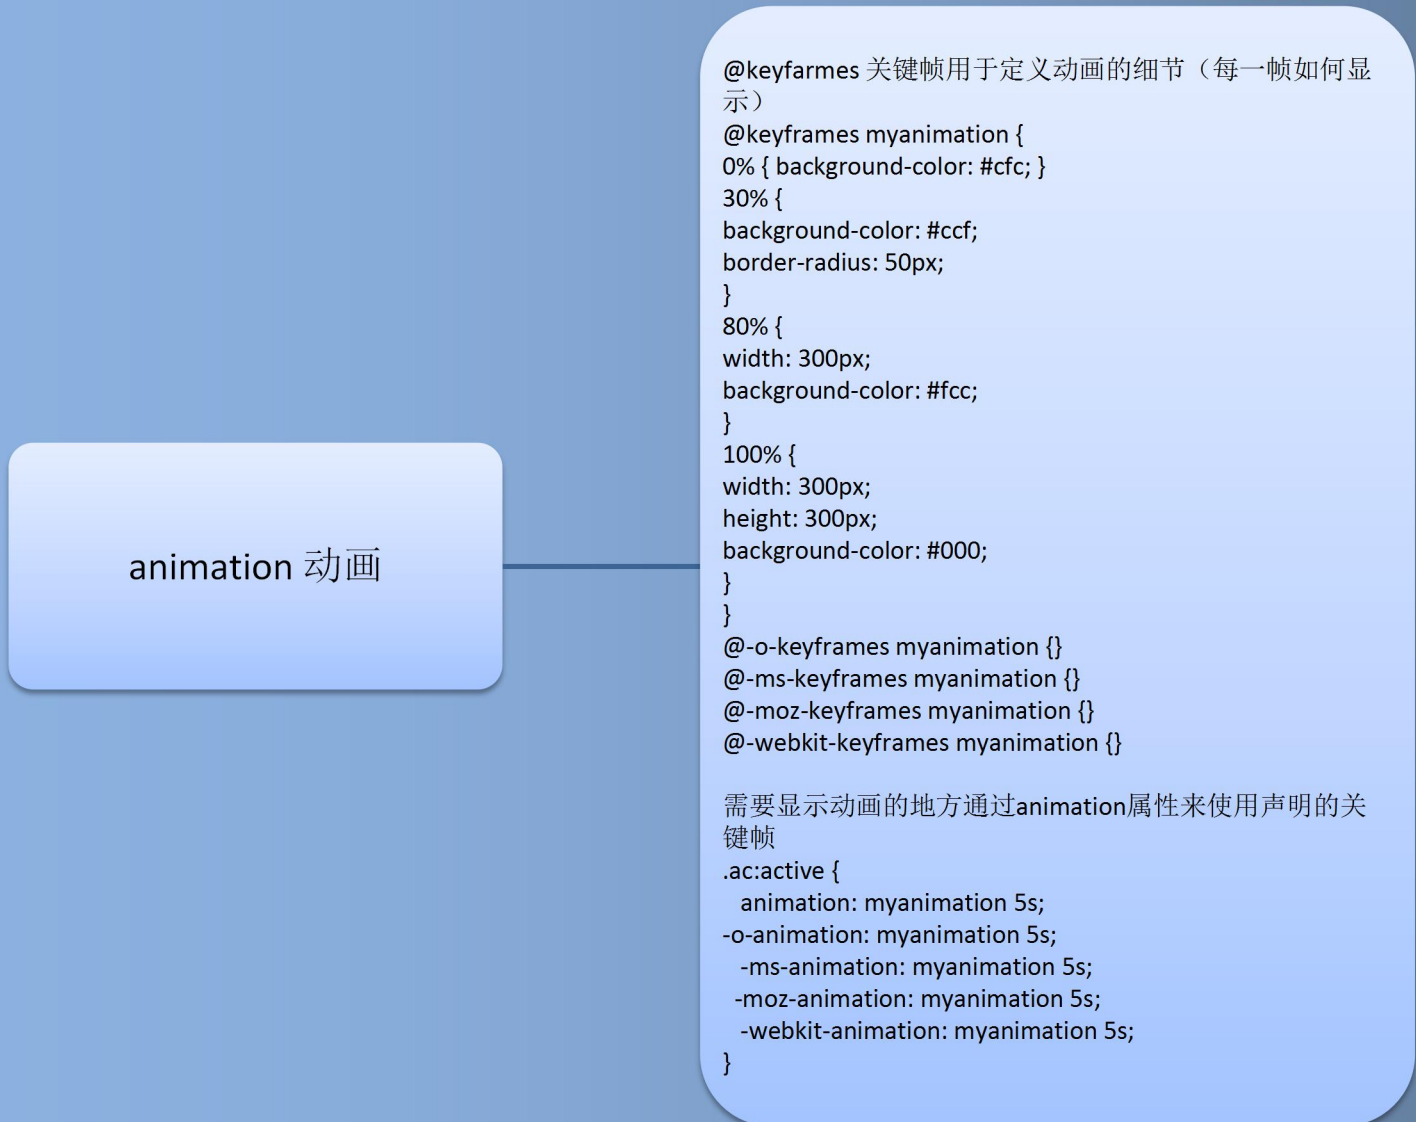 animation 动画
@keyfarmes 关键帧用于定义动画的细节（每一帧如何显
示）
@keyframes myanimation {
0% { background-color: #cfc; }
30% {
background-color: #ccf;
border-radius: 50px;
}
80% {
width: 300px;
background-color: #fcc;
}
100% {
width: 300px;
height: 300px;
background-color: #000;
}
}
@-o-keyframes myanimation {}
@-ms-keyframes myanimation {}
@-moz-keyframes myanimation {}
@-webkit-keyframes myanimation {}
需要显示动画的地方通过animation属性来使用声明的关
键帧
.ac:active {
animation: myanimation 5s;
-o-animation: myanimation 5s;
-ms-animation: myanimation 5s;
-moz-animation: myanimation 5s;
-webkit-animation: myanimation 5s;
}